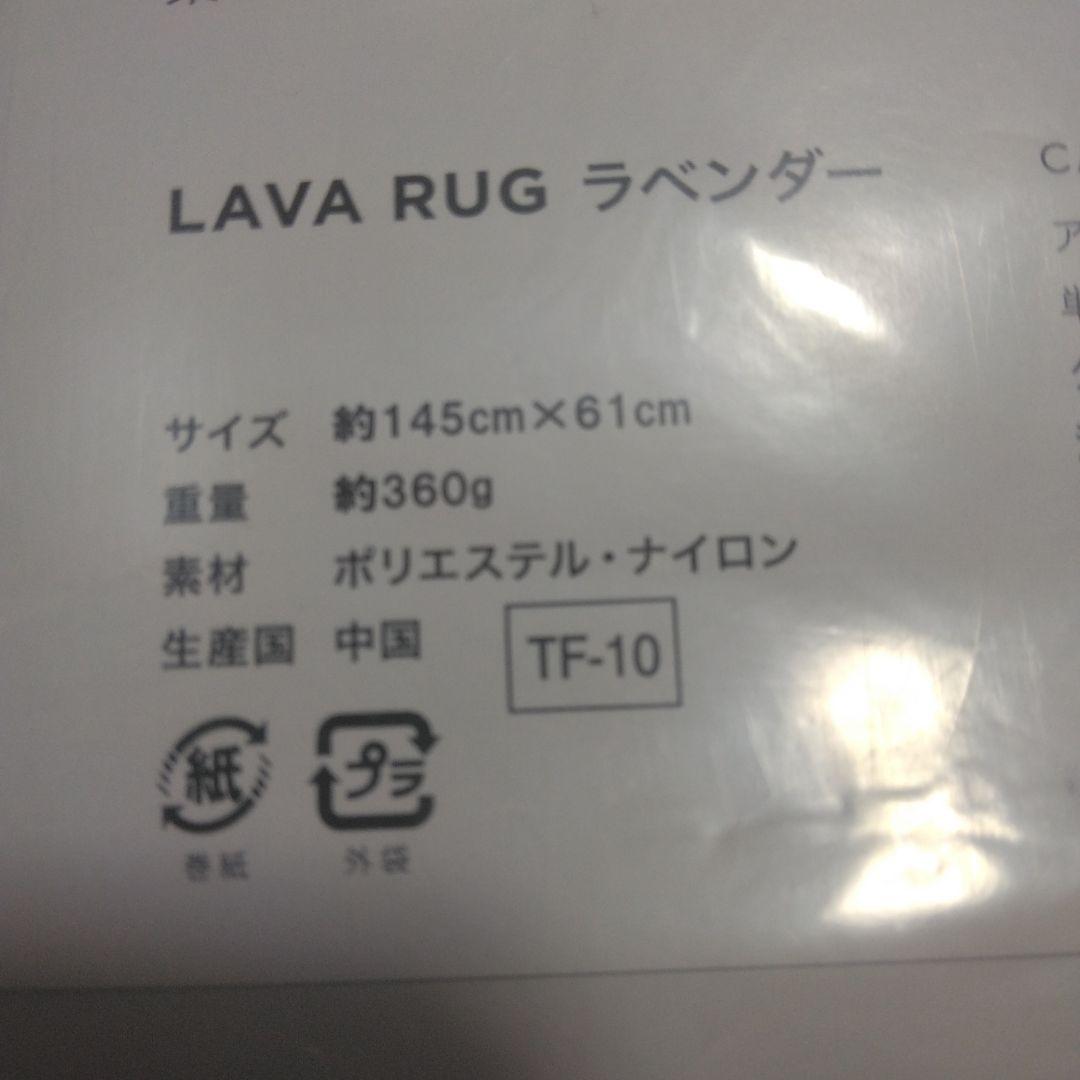 LAVA RUG ラベンダー
サイズ 約145cm×61cm
重量 約360g
素材 ポリエステル・ナイロン
生産国 中国
TF-10
紙 プラ
巻紙 外袋